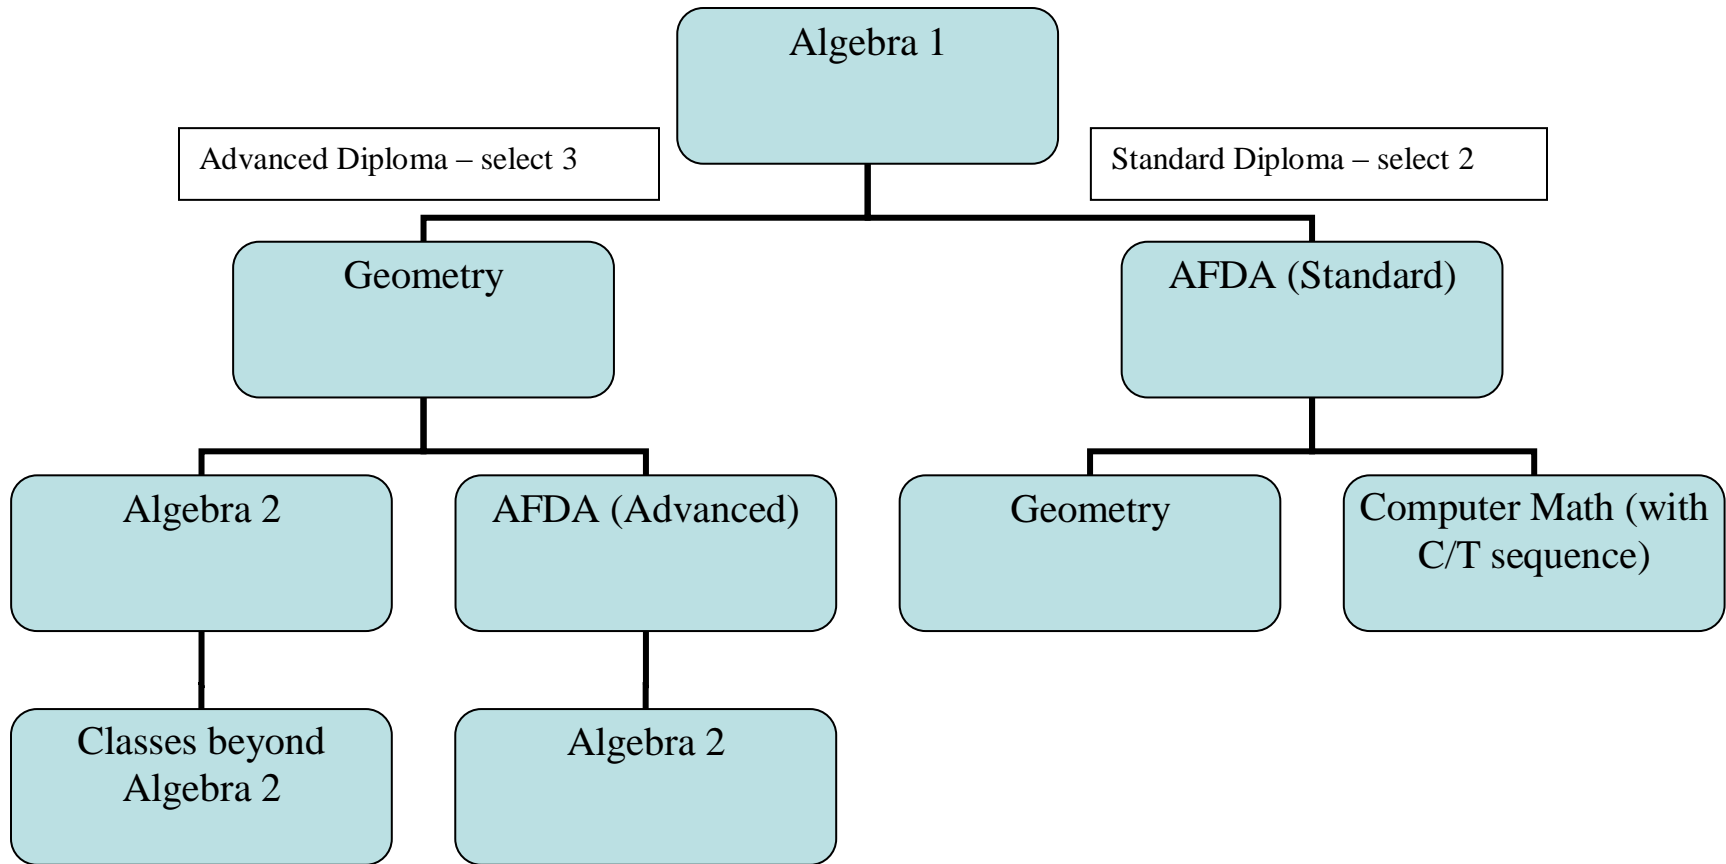 Algebra 1
Advanced Diploma – select 3
Standard Diploma – select 2
Geometry
AFDA (Standard)
Algebra 2
AFDA (Advanced)
Geometry
Computer Math (with
C/T sequence)
Classes beyond
Algebra 2
Algebra 2